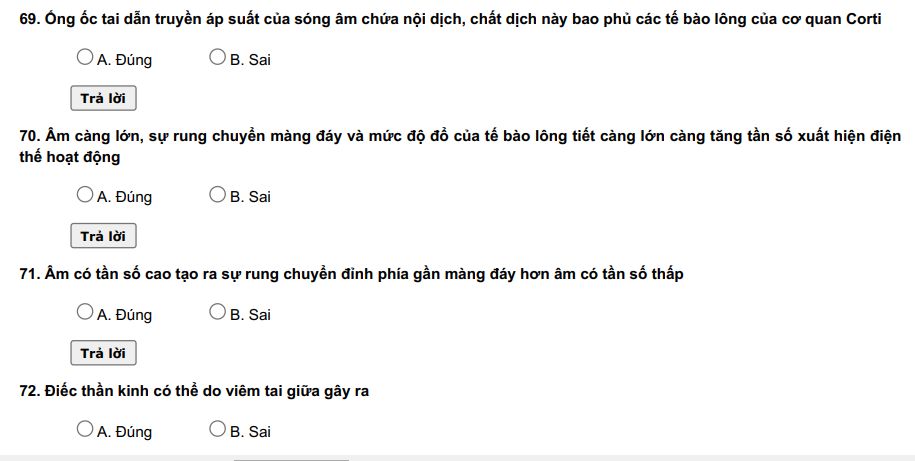 69. Ống ốc tai dẫn truyền áp suất của sóng âm chứa nội dịch, chất dịch này bao phủ các tế bào lông của cơ quan Corti
A. Đúng B. Sai
Trả lời
70. Âm càng lớn, sự rung chuyển màng đáy và mức độ đổ của tế bào lông tiết càng lớn càng tăng tần số xuất hiện điện
thế hoạt động
A. Đúng B. Sai
Trả lời
71. Âm có tần số cao tạo ra sự rung chuyển đỉnh phía gần màng đáy hơn âm có tần số thấp
A. Đúng B. Sai
Trả lời
72. Điếc thần kinh có thể do viêm tai giữa gây ra
A. Đúng B. Sai